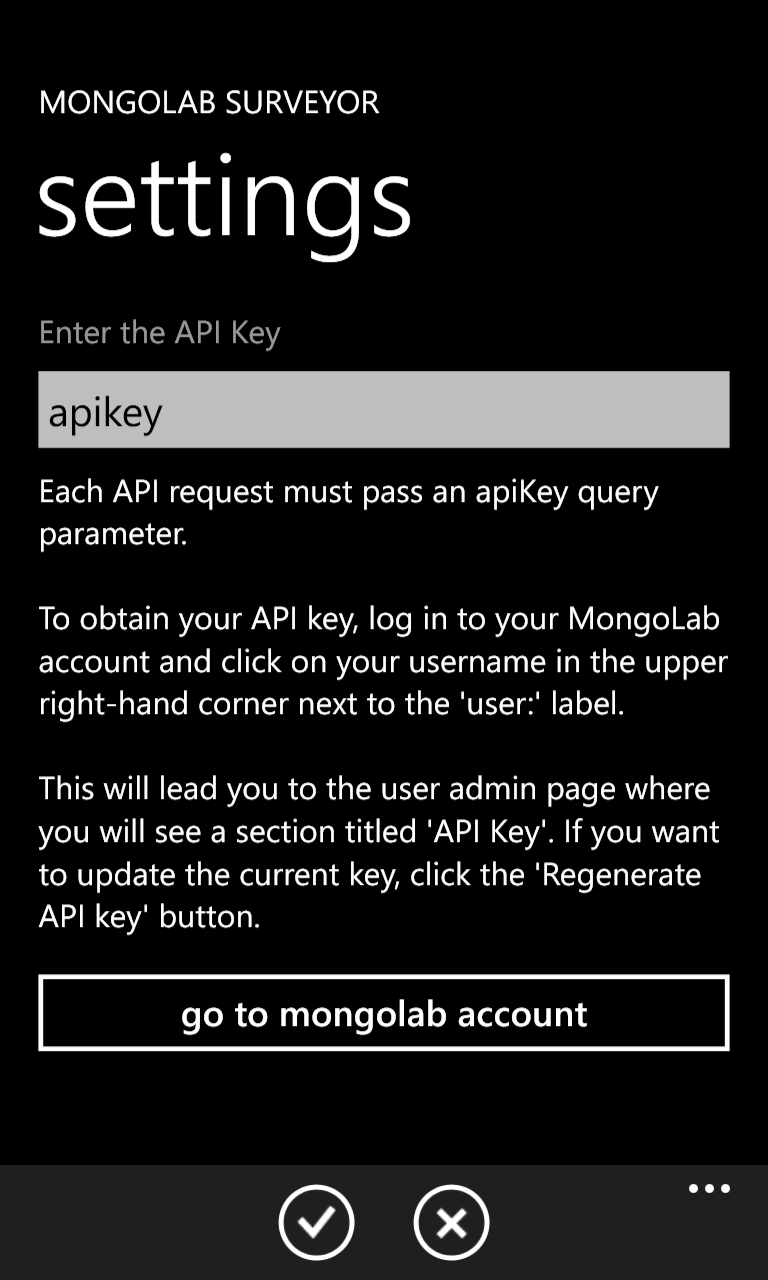 MONGOLAB SURVEYOR
settings
Enter the API Key
apikey
Each API request must pass an apiKey query
parameter.
To obtain your API key, log in to your MongoLab
account and click on your username in the upper
right-hand corner next to the 'user:' label.
This will lead you to the user admin page where
you will see a section titled 'API Key'. If you want
to update the current key, click the 'Regenerate
API key' button.
go to mongolab account